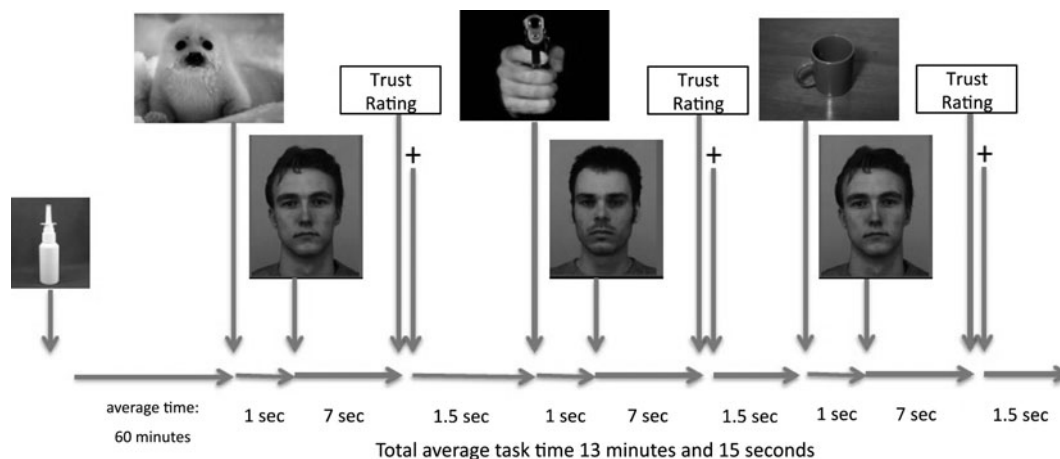 Trust
Rating
+
Trust
Rating
+
Trust
Rating
+
average time:
60 minutes
1 sec
7 sec
1.5 sec
1 sec
7 sec
1.5 sec
1 sec
7 sec
1.5 sec
Total average task time 13 minutes and 15 seconds